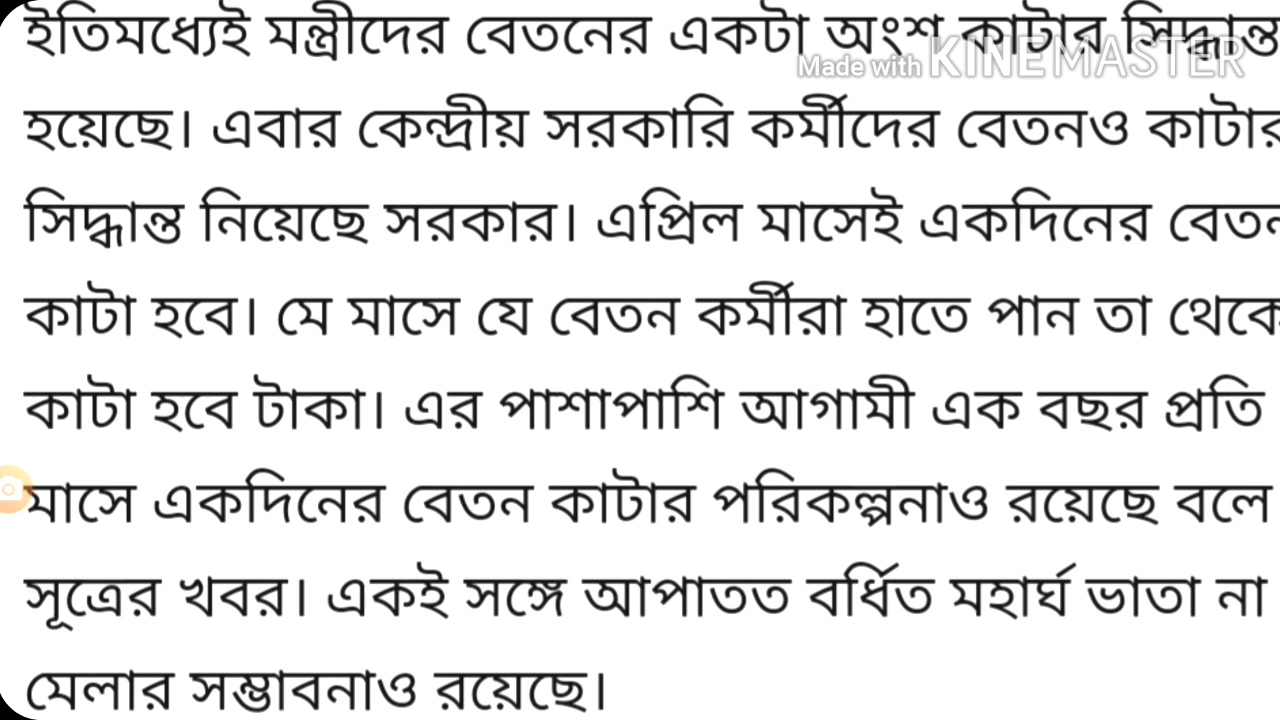 ইতিমধ্যেই মন্ত্রীদের বেতনের একটা অংশ কাটার সিদ্ধান্ত
Made with KINEMASTER
হয়েছে। এবার কেন্দ্রীয় সরকারি কর্মীদের বেতনও কাটার
সিদ্ধান্ত নিয়েছে সরকার। এপ্রিল মাসেই একদিনের বেতন
কাটা হবে। মে মাসে যে বেতন কর্মীরা হাতে পান তা থেকে
কাটা হবে টাকা। এর পাশাপাশি আগামী এক বছর প্রতি
মাসে একদিনের বেতন কাটার পরিকল্পনাও রয়েছে বলে
সূত্রের খবর। একই সঙ্গে আপাতত বর্ধিত মহার্ঘ ভাতা না
মেলার সম্ভাবনাও রয়েছে।